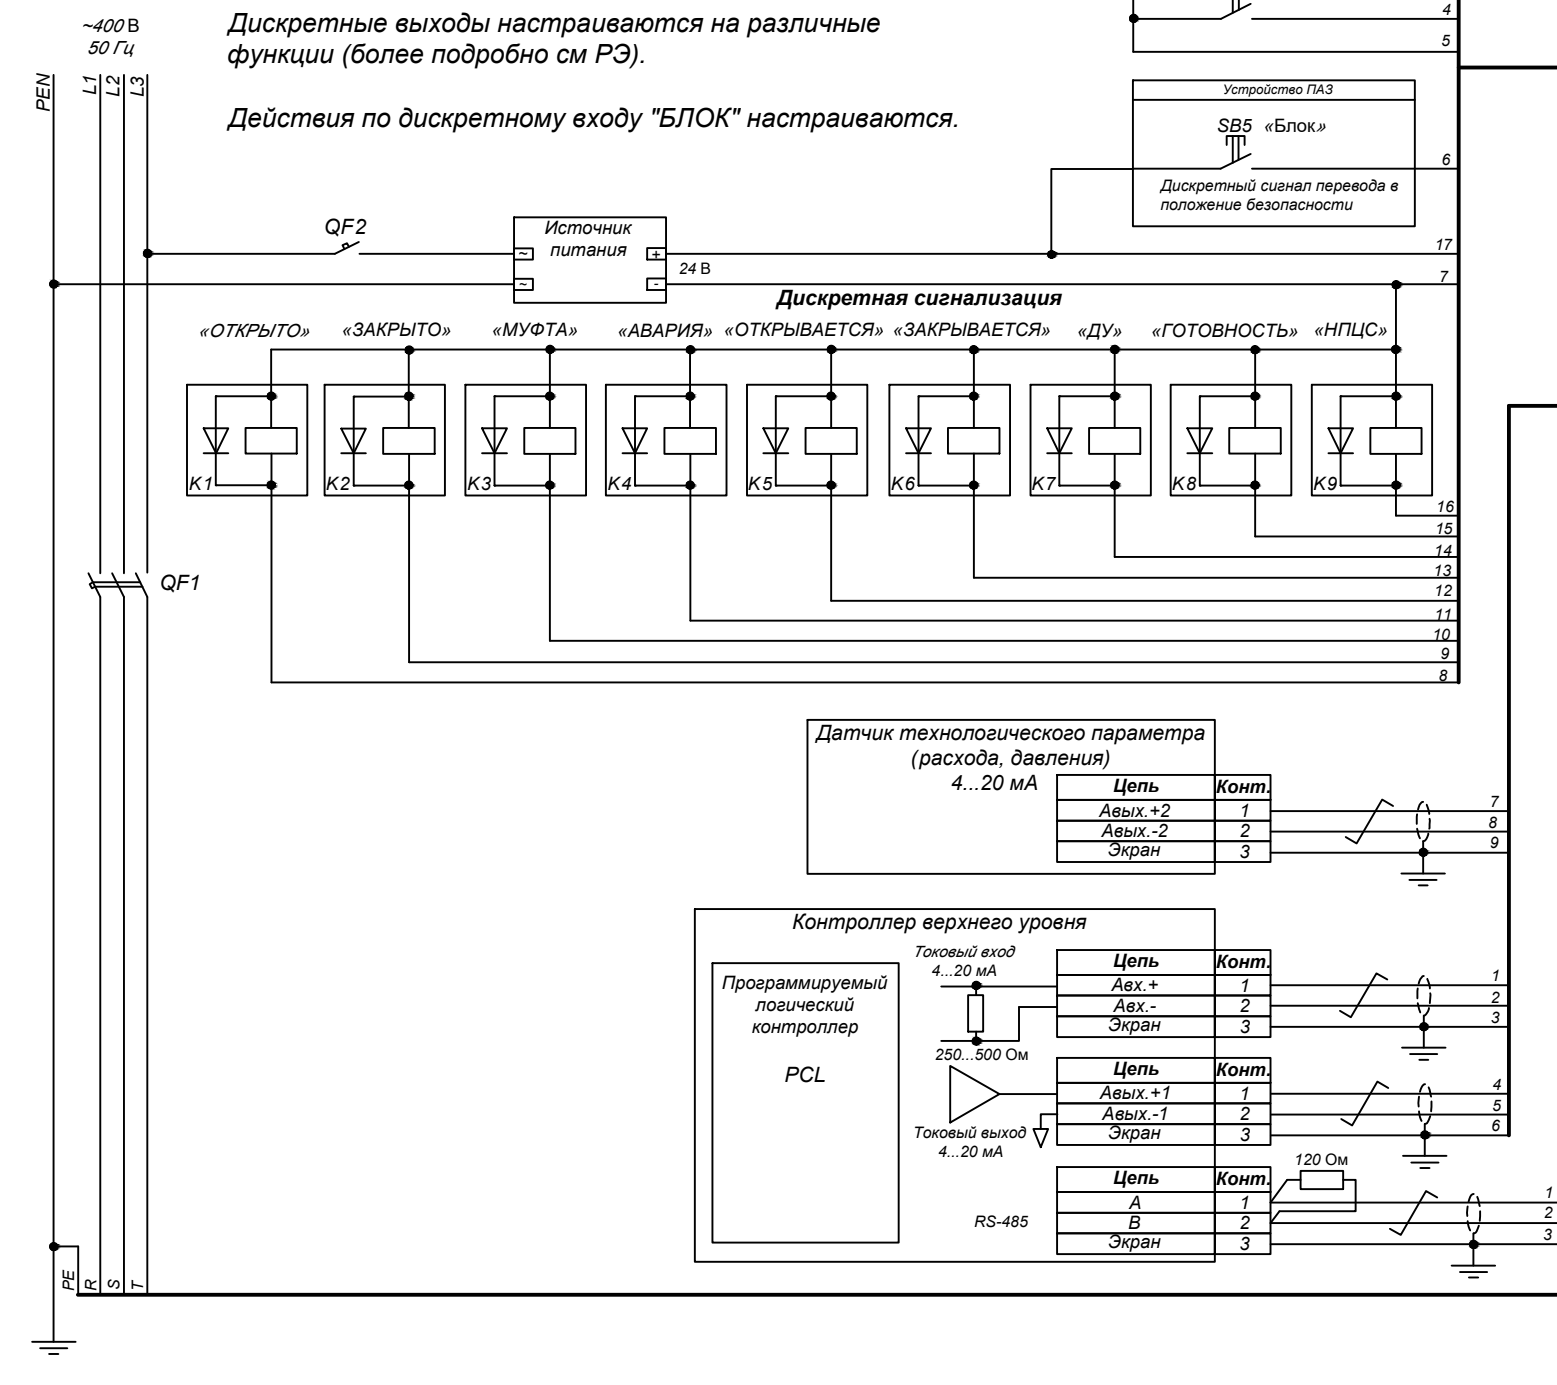 ~400 В
50 Гц
Дискретные выходы настраиваются на различные
функции (более подробно см РЭ).
Действия по дискретному входу "БЛОК" настраиваются.
PEN
L1
L2
L3
4
5
Устройство ПАЗ
SB5 «Блок»
6
Дискретный сигнал перевода в
положение безопасности
QF2
Источник
питания
~
+
~
-
24 В
17
7
Дискретная сигнализация
«ОТКРЫТО» «ЗАКРЫТО» «МУФТА» «АВАРИЯ» «ОТКРЫВАЕТСЯ» «ЗАКРЫВАЕТСЯ» «ДУ» «ГОТОВНОСТЬ» «НПЦС»
K1 K2 K3 K4 K5 K6 K7 K8 K9
16
15
14
13
12
11
10
9
8
QF1
Датчик технологического параметра
(расхода, давления)
4...20 мА
Цепь Конт.
Авых.+2 1
Авых.-2 2
Экран 3
7
8
9
Контроллер верхнего уровня
Программируемый
логический
контроллер
PCL
Токовый вход
4...20 мА
250...500 Ом
Цепь Конт.
Авх.+ 1
Авх.- 2
Экран 3
1
2
3
Токовый выход
4...20 мА
Цепь Конт.
Авых.+1 1
Авых.-1 2
Экран 3
4
5
6
RS-485
Цепь Конт.
A 1
B 2
Экран 3
120 Ом
1
2
3
PE
R
S
T